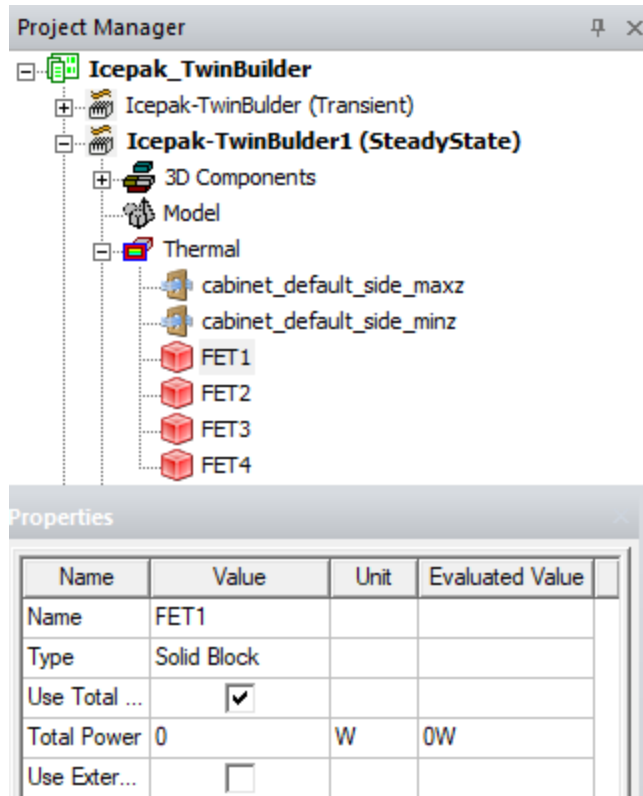 Project Manager
Icepak_TwinBuilder
Icepak-TwinBulder (Transient)
Icepak-TwinBulder1 (SteadyState)
3D Components
Model
Thermal
cabinet_default_side_maxz
cabinet_default_side_minz
FET1
FET2
FET3
FET4
Properties
Name Value Unit Evaluated Value
Name FET1
Type Solid Block
Use Total ...
Total Power 0 W 0W
Use Exter...